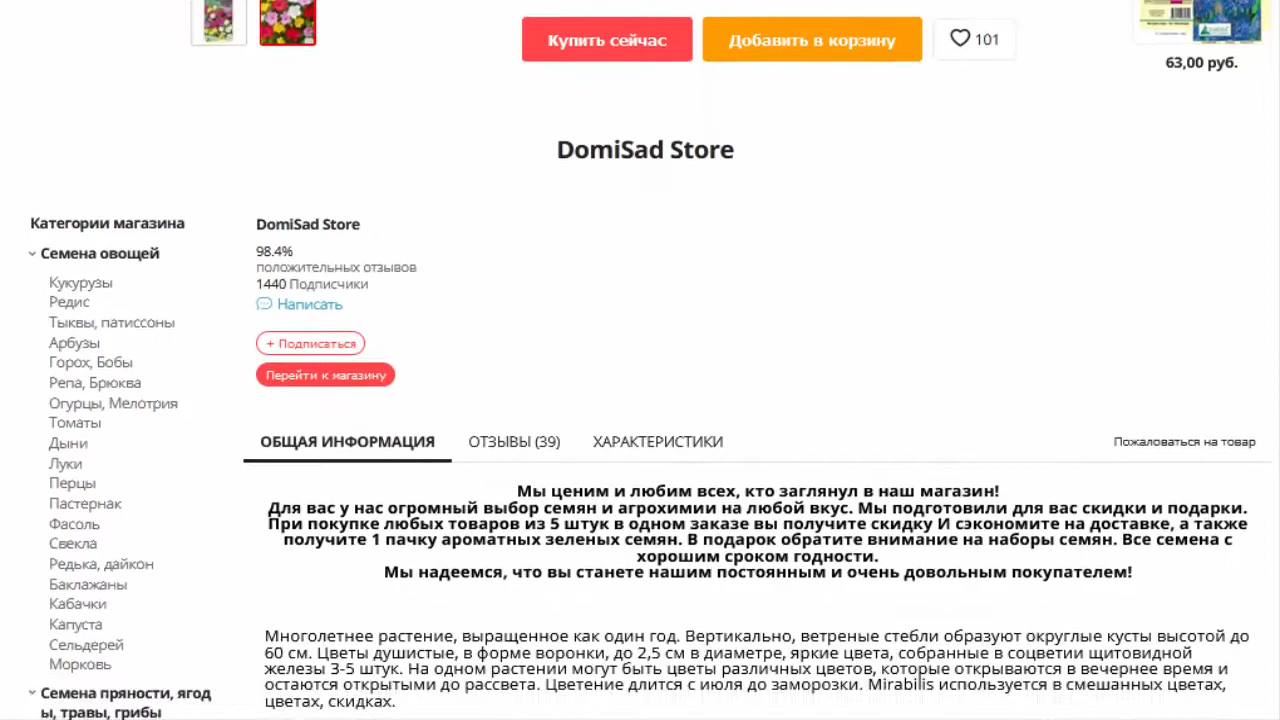 Купить сейчас
Добавить в корзину
101
63,00 руб.
DomiSad Store
Категории магазина
Семена овощей
Кукурузы
Редис
Тыквы, патиссоны
Арбузы
Горох, Бобы
Репа, Брюква
Огурцы, Мелотрия
Томаты
Дыни
Луки
Перцы
Пастернак
Фасоль
Свекла
Редька, дайкон
Баклажаны
Кабачки
Капуста
Сельдерей
Морковь
Семена пряности, ягод
ы, травы, грибы
DomiSad Store
98.4%
положительных отзывов
1440 Подписчики
Написать
+ Подписаться
Перейти к магазину
ОБЩАЯ ИНФОРМАЦИЯ
ОТЗЫВЫ (39)
ХАРАКТЕРИСТИКИ
Пожаловаться на товар
Мы ценим и любим всех, кто заглянул в наш магазин!
Для вас у нас огромный выбор семян и агрохимии на любой вкус. Мы подготовили для вас скидки и подарки.
При покупке любых товаров из 5 штук в одном заказе вы получите скидку И сэкономите на доставке, а также
получите 1 пачку ароматных зеленых семян. В подарок обратите внимание на наборы семян. Все семена с
хорошим сроком годности.
Мы надеемся, что вы станете нашим постоянным и очень довольным покупателем!
Многолетнее растение, выращенное как один год. Вертикально, ветреные стебли образуют округлые кусты высотой до
60 см. Цветы душистые, в форме воронки, до 2,5 см в диаметре, яркие цвета, собранные в соцветии щитовидной
железы 3-5 штук. На одном растении могут быть цветы различных цветов, которые открываются в вечернее время и
остаются открытыми до рассвета. Цветение длится с июля до заморозки. Mirabilis используется в смешанных цветах,
цветах, скидках.